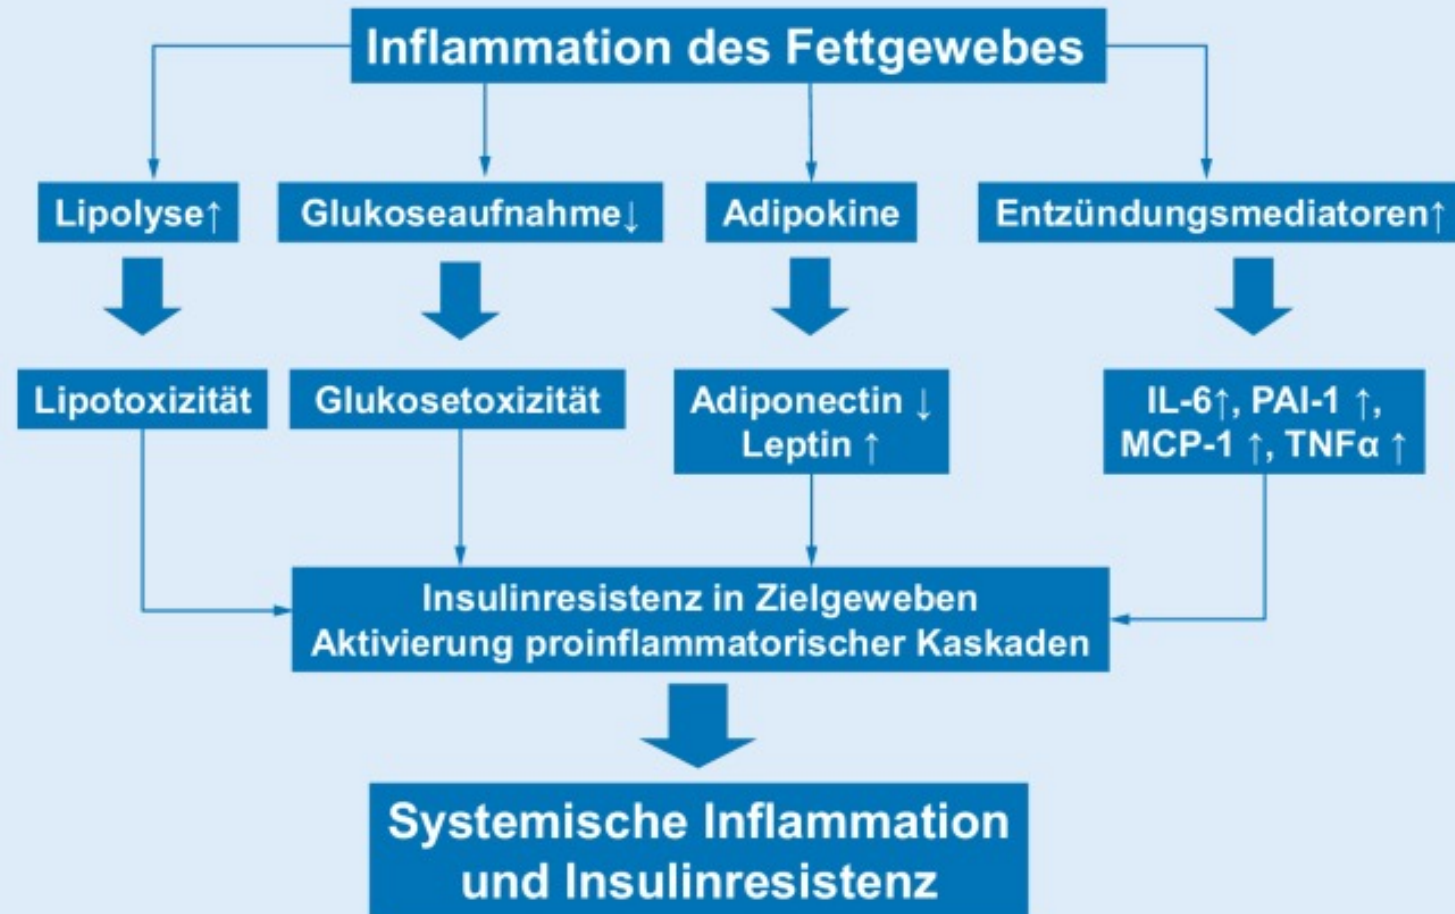 Inflammation des Fettgewebes
Lipolyse↑
Glukoseaufnahme↓
Adipokine
Entzündungsmediatoren↑
Lipotoxizität
Glukosetoxizität
Adiponectin ↓
Leptin ↑
IL-6↑, PAI-1 ↑,
MCP-1 ↑, TNFα ↑
Insulinresistenz in Zielgeweben
Aktivierung proinflammatorischer Kaskaden
Systemische Inflammation
und Insulinresistenz